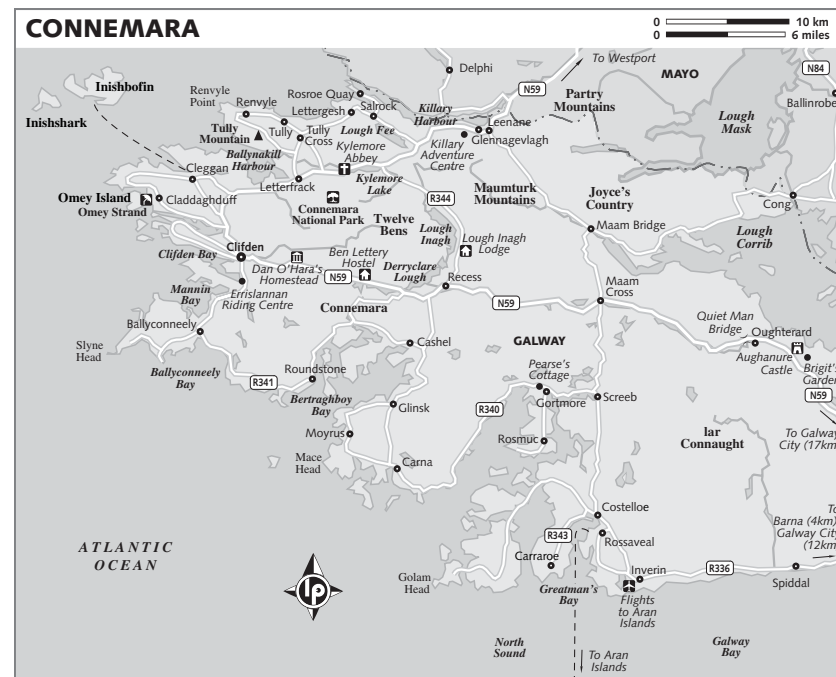 CONNEMARA
0 10 km
0 6 miles
To Westport
Delphi
MAYO
N84
Inishbofin
Renvyle
Point
Renvyle
Rosroe Quay
N59
Partry
Mountains
Ballinrobe
Inishshark
Lettergesh
Salrock
Killary
Harbour
Lough
Mask
Tully
Mountain
Tully
Tully
Cross
Lough Fee
Leenane
Glennagevlagh
Ballynakill
Harbour
Kylemore
Abbey
Killary
Adventure
Centre
Cleggan
Letterfrack
Kylemore
Lake
Maumturk
Mountains
Joyce's
Country
Omey Island
Omey Strand
Claddaghduff
Connemara
National Park
R344
Cong
Twelve
Bens
Lough
Inagh
Maam Bridge
Lough
Corrib
Clifden
Clifden Bay
Ben Lettery
Hostel
Lough Inagh
Lodge
Dan O'Hara's
Homestead
N59
Derryclare
Lough
Recess
Maam
Cross
Mannin
Bay
Errislannan
Riding Centre
Connemara
N59
Quiet Man
Bridge
Oughterard
Ballyconneely
Slyne
Head
Cashel
GALWAY
Aughanure
Castle
Brigit's
Garden
Ballyconneely
Bay
Roundstone
Pearse's
Cottage
R341
Bertraghboy
Bay
Glinsk
R340
Gortmore
Screeb
N59
Moyrus
Rosmuc
Iar
Connaught
To Galway
City (17km
Mace
Head
Carna
Costelloe
To
Barna (4km)
Galway City
(12km
ATLANTIC
OCEAN
R343
Rossaveal
Carraroe
lp
Golam
Head
Inverin
R336
Spiddal
Greatman's
Bay
Flights
to Aran
Islands
North
Sound
To Aran
Islands
Galway
Bay